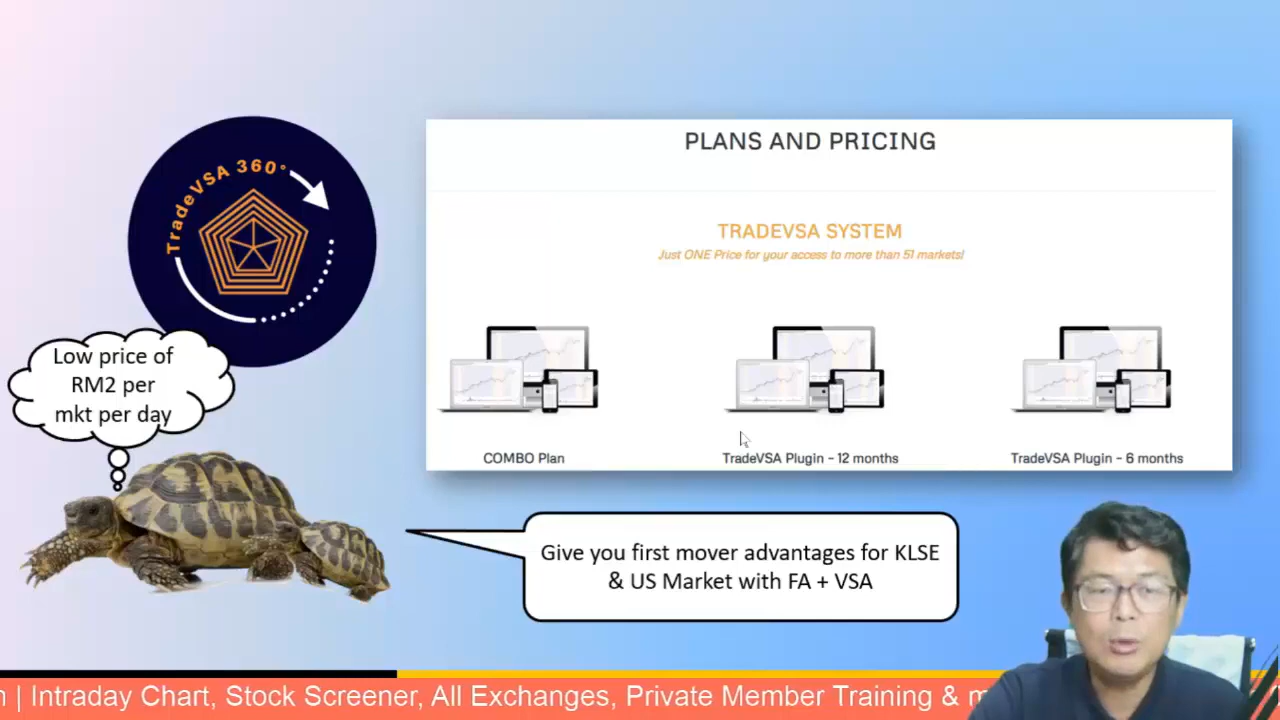 TradeVSA 360°
PLANS AND PRICING
TRADEVSA SYSTEM
Just ONE Price for your access to more than 51 markets!
COMBO Plan
TradeVSA Plugin - 12 months
TradeVSA Plugin - 6 months
Low price of
RM2 per
mkt per day
Give you first mover advantages for KLSE
& US Market with FA + VSA
| Intraday Chart, Stock Screener, All Exchanges, Private Member Training &